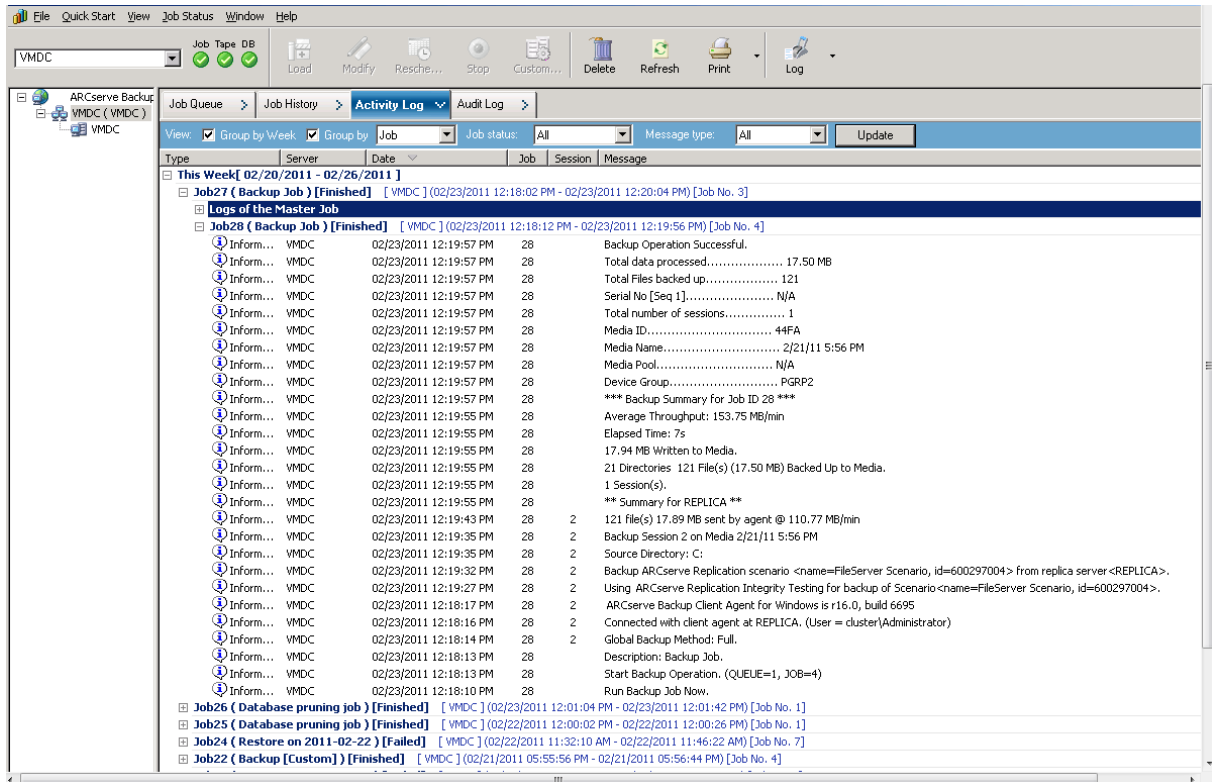 File Quick Start View Job Status Window Help
VMDC
Job Tape DB
Load Modify Resche... Stop Custom... Delete Refresh Print Log
ARCserve Backup
VMDC ( VMDC )
VMDC
Job Queue > Job History > Activity Log Audit Log >
View: Group by Week Group by Job Job status: All Message type: All Update
Type Server Date Job Session Message
This Week[ 02/20/2011 - 02/26/2011 ]
Job27 ( Backup Job ) [Finished] [ VMDC ] (02/23/2011 12:18:02 PM - 02/23/2011 12:20:04 PM) [Job No. 3]
Logs of the Master Job
Job28 ( Backup Job ) [Finished] [ VMDC ] (02/23/2011 12:18:12 PM - 02/23/2011 12:19:56 PM) [Job No. 4]
Inform... VMDC 02/23/2011 12:19:57 PM 28 Backup Operation Successful.
Inform... VMDC 02/23/2011 12:19:57 PM 28 Total data processed................... 17.50 MB
Inform... VMDC 02/23/2011 12:19:57 PM 28 Total Files backed up.................. 121
Inform... VMDC 02/23/2011 12:19:57 PM 28 Serial No [Seq 1]...................... N/A
Inform... VMDC 02/23/2011 12:19:57 PM 28 Total number of sessions............... 1
Inform... VMDC 02/23/2011 12:19:57 PM 28 Media ID............................... 44FA
Inform... VMDC 02/23/2011 12:19:57 PM 28 Media Name............................. 2/21/11 5:56 PM
Inform... VMDC 02/23/2011 12:19:57 PM 28 Media Pool............................. N/A
Inform... VMDC 02/23/2011 12:19:57 PM 28 Device Group........................... PGRP2
Inform... VMDC 02/23/2011 12:19:57 PM 28 *** Backup Summary for Job ID 28 ***
Inform... VMDC 02/23/2011 12:19:55 PM 28 Average Throughput: 153.75 MB/min
Inform... VMDC 02/23/2011 12:19:55 PM 28 Elapsed Time: 7s
Inform... VMDC 02/23/2011 12:19:55 PM 28 17.94 MB Written to Media.
Inform... VMDC 02/23/2011 12:19:55 PM 28 21 Directories 121 File(s) (17.50 MB) Backed Up to Media.
Inform... VMDC 02/23/2011 12:19:55 PM 28 1 Session(s).
Inform... VMDC 02/23/2011 12:19:55 PM 28 ** Summary for REPLICA **
Inform... VMDC 02/23/2011 12:19:43 PM 28 2 121 file(s) 17.89 MB sent by agent @ 110.77 MB/min
Inform... VMDC 02/23/2011 12:19:35 PM 28 2 Backup Session 2 on Media 2/21/11 5:56 PM
Inform... VMDC 02/23/2011 12:19:35 PM 28 2 Source Directory: C:
Inform... VMDC 02/23/2011 12:19:32 PM 28 2 Backup ARCserve Replication scenario <name=FileServer Scenario, id=600297004> from replica server<REPLICA>.
Inform... VMDC 02/23/2011 12:19:27 PM 28 2 Using ARCserve Replication Integrity Testing for backup of Scenario<name=FileServer Scenario, id=600297004>.
Inform... VMDC 02/23/2011 12:18:17 PM 28 2 ARCserve Backup Client Agent for Windows is r16.0, build 6695
Inform... VMDC 02/23/2011 12:18:16 PM 28 2 Connected with client agent at REPLICA. (User = cluster\Administrator)
Inform... VMDC 02/23/2011 12:18:14 PM 28 2 Global Backup Method: Full.
Inform... VMDC 02/23/2011 12:18:13 PM 28 Description: Backup Job.
Inform... VMDC 02/23/2011 12:18:13 PM 28 Start Backup Operation. (QUEUE=1, JOB=4)
Inform... VMDC 02/23/2011 12:18:10 PM 28 Run Backup Job Now.
Job26 ( Database pruning job ) [Finished] [ VMDC ] (02/23/2011 12:01:04 PM - 02/23/2011 12:01:42 PM) [Job No. 1]
Job25 ( Database pruning job ) [Finished] [ VMDC ] (02/22/2011 12:00:02 PM - 02/22/2011 12:00:26 PM) [Job No. 1]
Job24 ( Restore on 2011-02-22 ) [Failed] [ VMDC ] (02/22/2011 11:32:10 AM - 02/22/2011 11:46:22 AM) [Job No. 7]
Job22 ( Backup [Custom] ) [Finished] [ VMDC ] (02/21/2011 05:55:56 PM - 02/21/2011 05:56:44 PM) [Job No. 4]